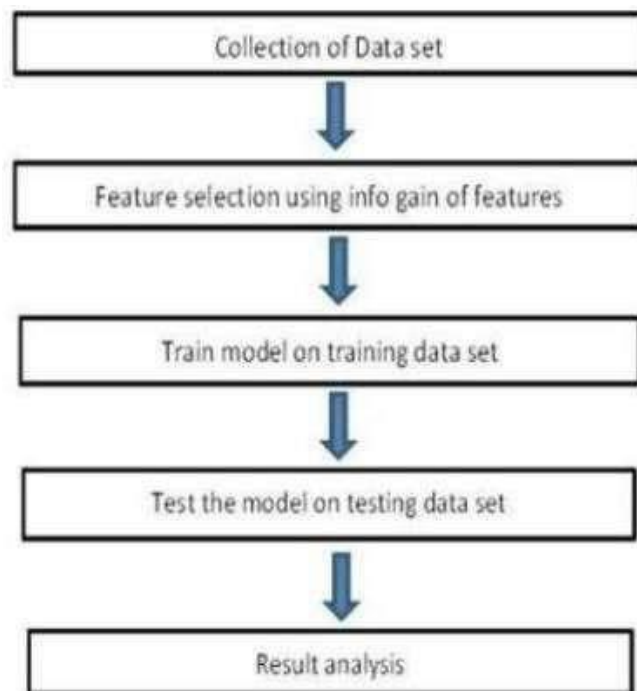 Collection of Data set
Feature selection using info gain of features
Train model on training data set
Test the model on testing data set
Result analysis